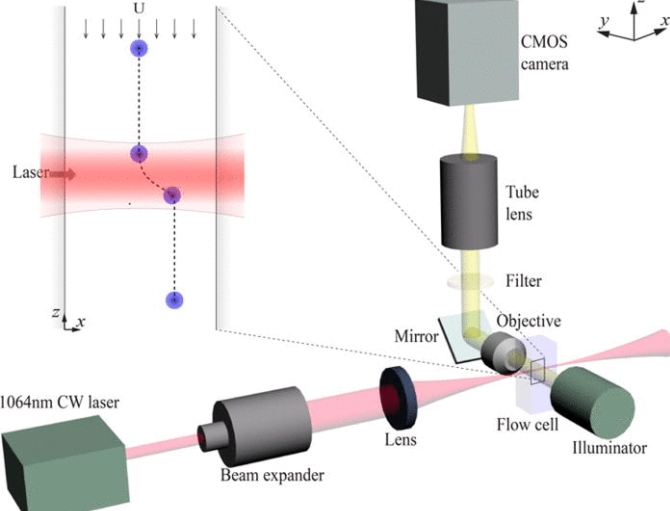 U
Laser
z
x
CMOS
camera
y
z
x
Tube
lens
Filter
Mirror
Objective
Flow cell
Illuminator
Lens
Beam expander
1064nm CW laser